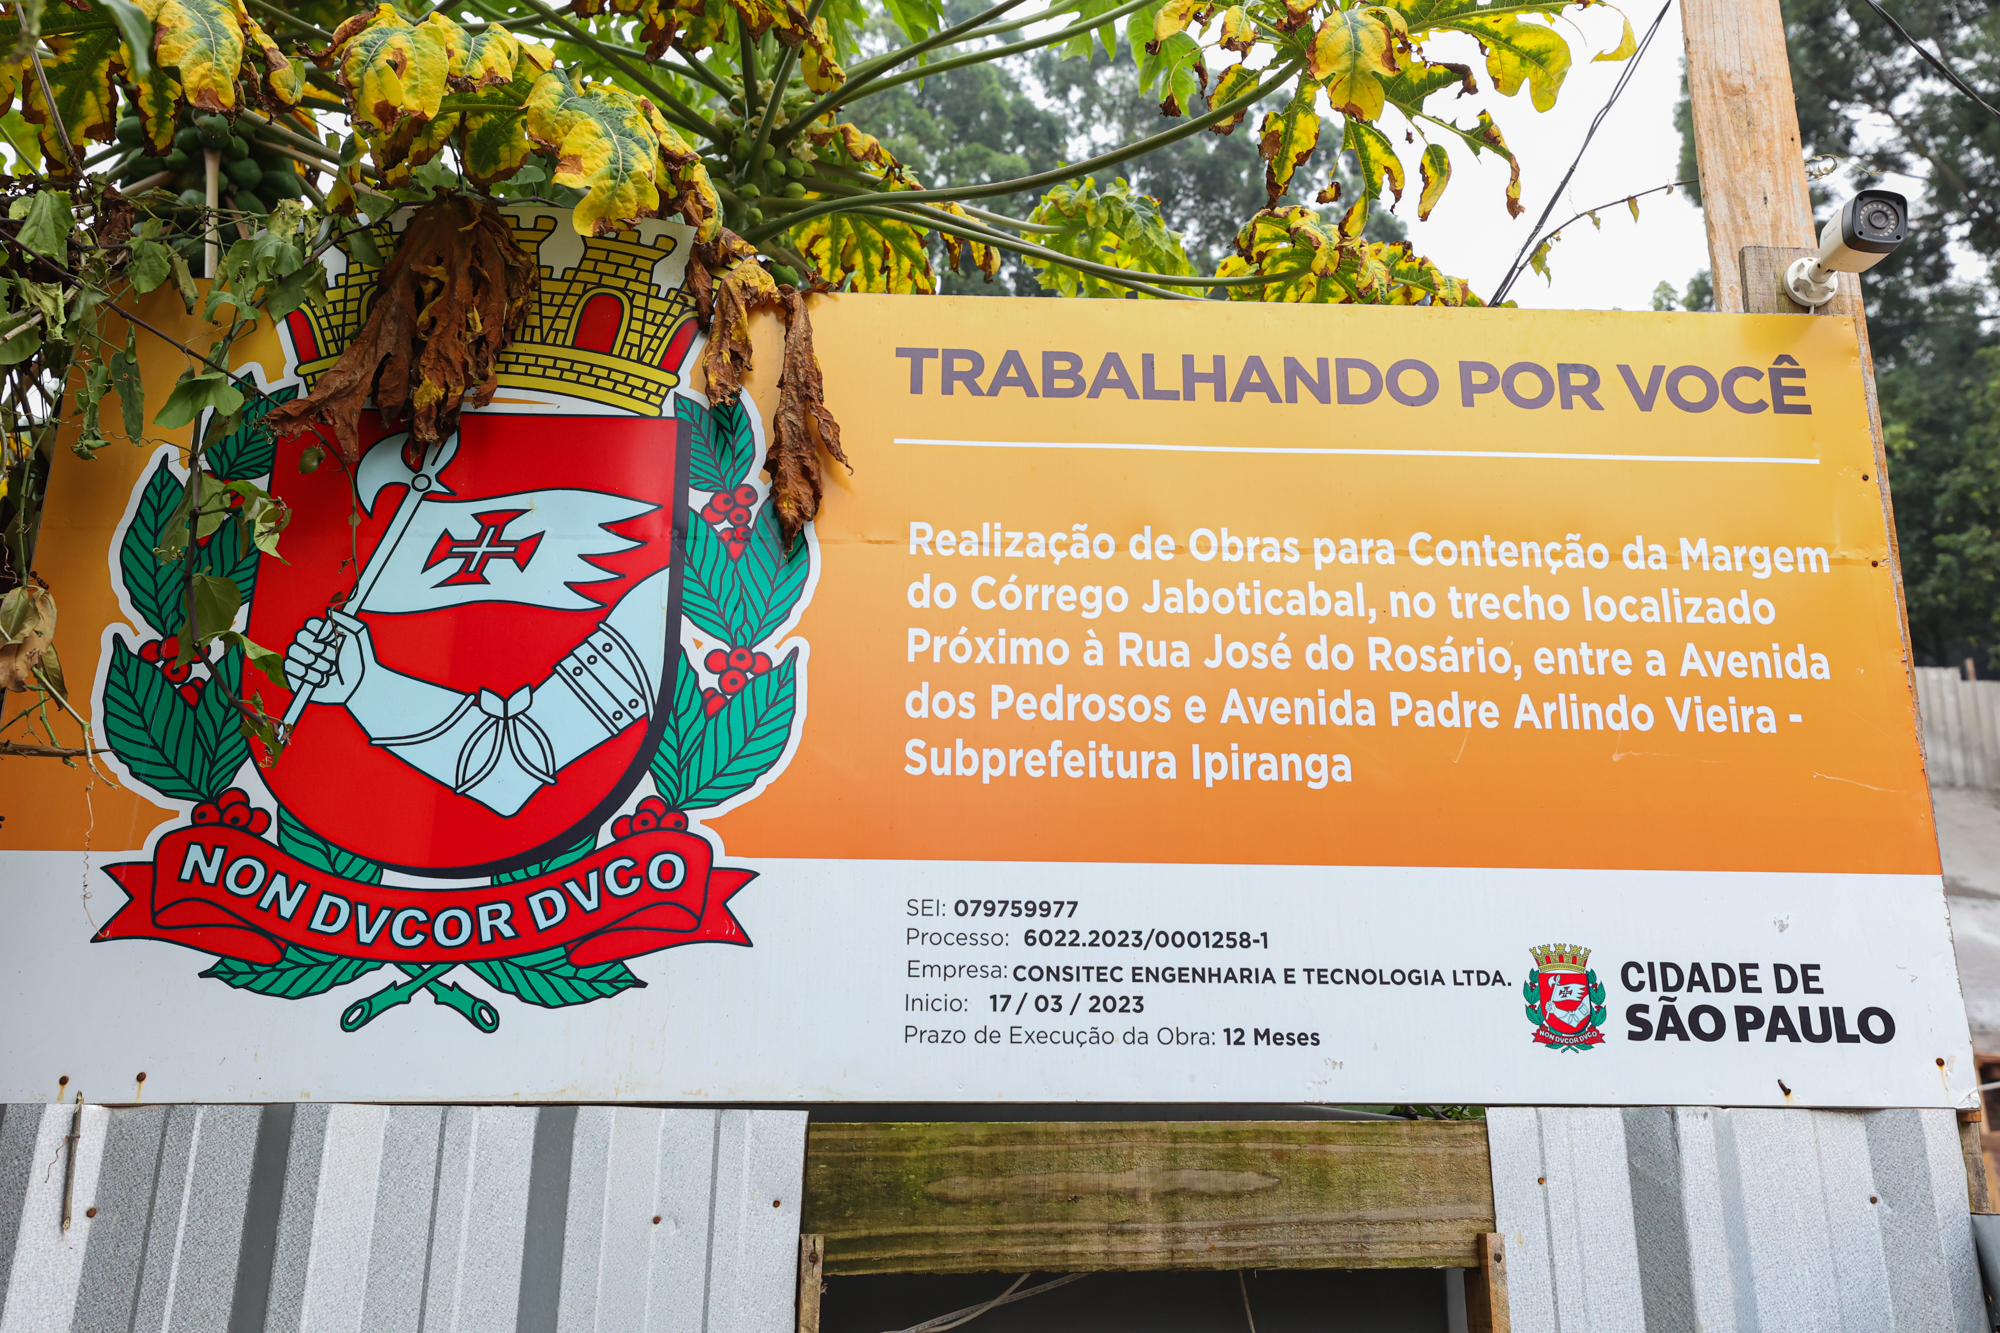 TRABALHANDO POR VOCÊ
Realização de Obras para Contenção da Margem
do Córrego Jaboticabal, no trecho localizado
Próximo à Rua José do Rosário, entre a Avenida
dos Pedrosos e Avenida Padre Arlindo Vieira -
Subprefeitura Ipiranga
NON DVCOR DVCO
SEI: 079759977
Processo: 6022.2023/0001258-1
Empresa: CONSITEC ENGENHARIA E TECNOLOGIA LTDA.
Inicio: 17 / 03 / 2023
Prazo de Execução da Obra: 12 Meses
NON DVCOR DVCO
CIDADE DE
SÃO PAULO